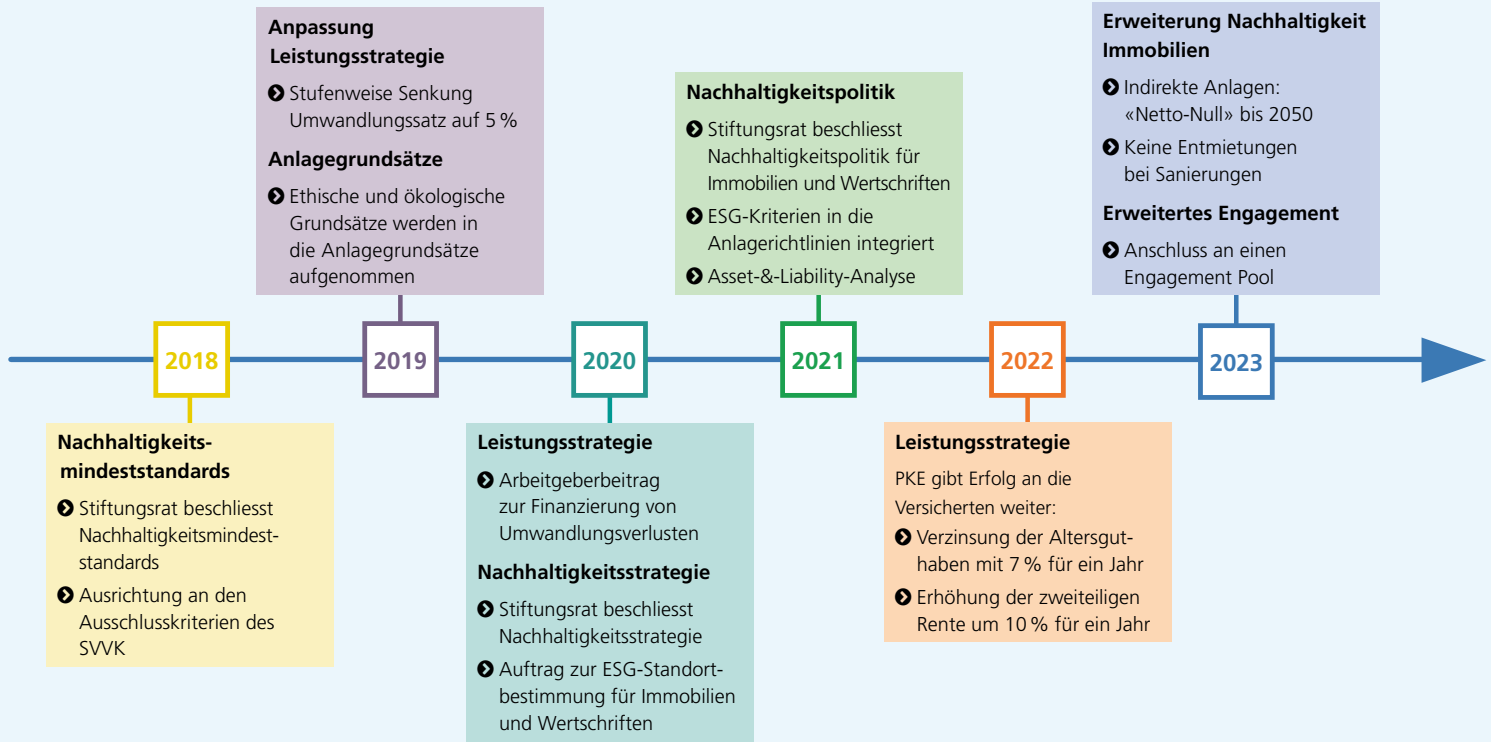 Anpassung
Leistungsstrategie
Stufenweise Senkung
Umwandlungssatz auf 5 %
Anlagegrundsätze
Ethische und ökologische
Grundsätze werden in
die Anlagegrundsätze
aufgenommen
Nachhaltigkeitspolitik
Stiftungsrat beschliesst
Nachhaltigkeitspolitik für
Immobilien und Wertschriften
ESG-Kriterien in die
Anlagerichtlinien integriert
Asset-&-Liability-Analyse
Erweiterung Nachhaltigkeit
Immobilien
Indirekte Anlagen:
«Netto-Null» bis 2050
Keine Entmietungen
bei Sanierungen
Erweitertes Engagement
Anschluss an einen
Engagement Pool
2018
2019
2020
2021
2022
2023
Nachhaltigkeits-
mindeststandards
Stiftungsrat beschliesst
Nachhaltigkeitsmindest-
standards
Ausrichtung an den
Ausschlusskriterien des
SVVK
Leistungsstrategie
Arbeitgeberbeitrag
zur Finanzierung von
Umwandlungsverlusten
Nachhaltigkeitsstrategie
Stiftungsrat beschliesst
Nachhaltigkeitsstrategie
Auftrag zur ESG-Standort-
bestimmung für Immobilien
und Wertschriften
Leistungsstrategie
PKE gibt Erfolg an die
Versicherten weiter:
Verzinsung der Altersgut-
haben mit 7 % für ein Jahr
Erhöhung der zweiteiligen
Rente um 10 % für ein Jahr